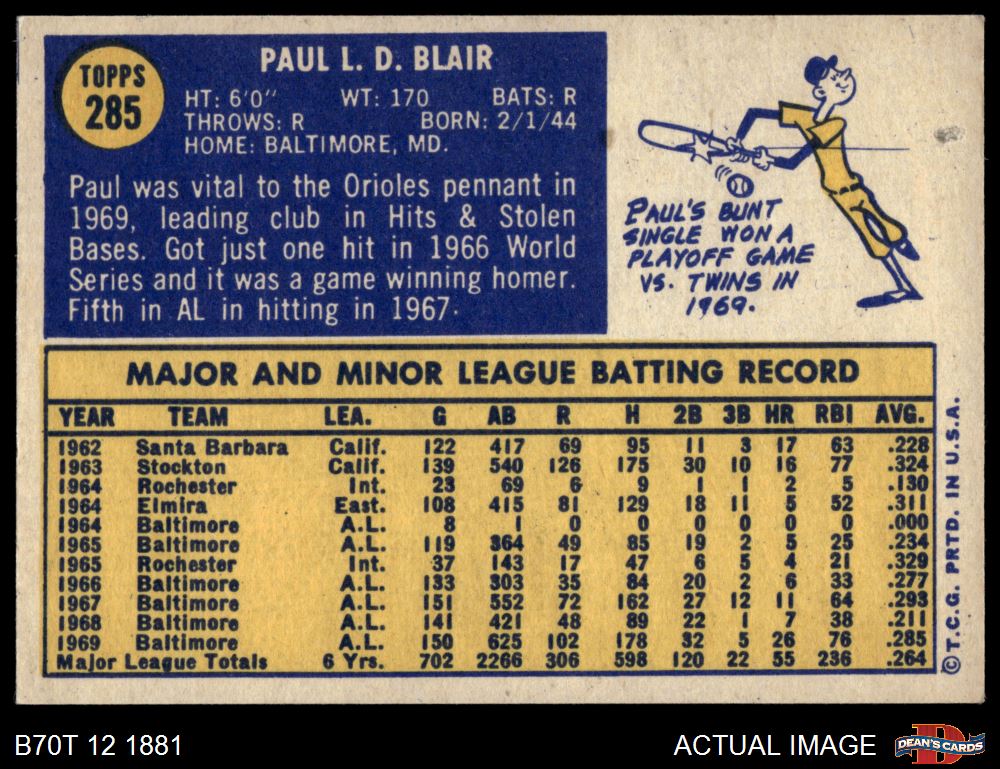 TOPPS
285
PAUL L. D. BLAIR
HT: 6'0" WT: 170 BATS: R
THROWS: R BORN: 2/1/44
HOME: BALTIMORE, MD.
Paul was vital to the Orioles pennant in
1969, leading club in Hits & Stolen
Bases. Got just one hit in 1966 World
Series and it was a game winning homer.
Fifth in AL in hitting in 1967.
PAUL'S BUNT
SINGLE WON A
PLAYOFF GAME
VS. TWINS IN
1969.
MAJOR AND MINOR LEAGUE BATTING RECORD
YEAR TEAM LEA. G AB R H 2B 3B HR RBI AVG.
1962 Santa Barbara Calif. 122 417 69 95 11 3 17 63 .228
1963 Stockton Calif. 139 540 126 175 30 10 16 77 .324
1964 Rochester Int. 23 69 6 9 1 1 2 5 .130
1964 Elmira East. 108 415 81 129 18 11 5 52 .311
1964 Baltimore A.L. 8 1 0 0 0 0 0 0 .000
1965 Baltimore A.L. 119 364 49 85 19 2 5 25 .234
1965 Rochester Int. 37 143 17 47 6 5 4 21 .329
1966 Baltimore A.L. 133 303 35 84 20 2 6 33 .277
1967 Baltimore A.L. 151 552 72 162 27 12 11 64 .293
1968 Baltimore A.L. 141 421 48 89 22 1 7 38 .211
1969 Baltimore A.L. 150 625 102 178 32 5 26 76 .285
Major League Totals 6 Yrs. 702 2266 306 598 120 22 55 236 .264
© T.C.G. PRTD. IN U.S.A.
B70T 12 1881
ACTUAL IMAGE
D
DEAN'S CARDS